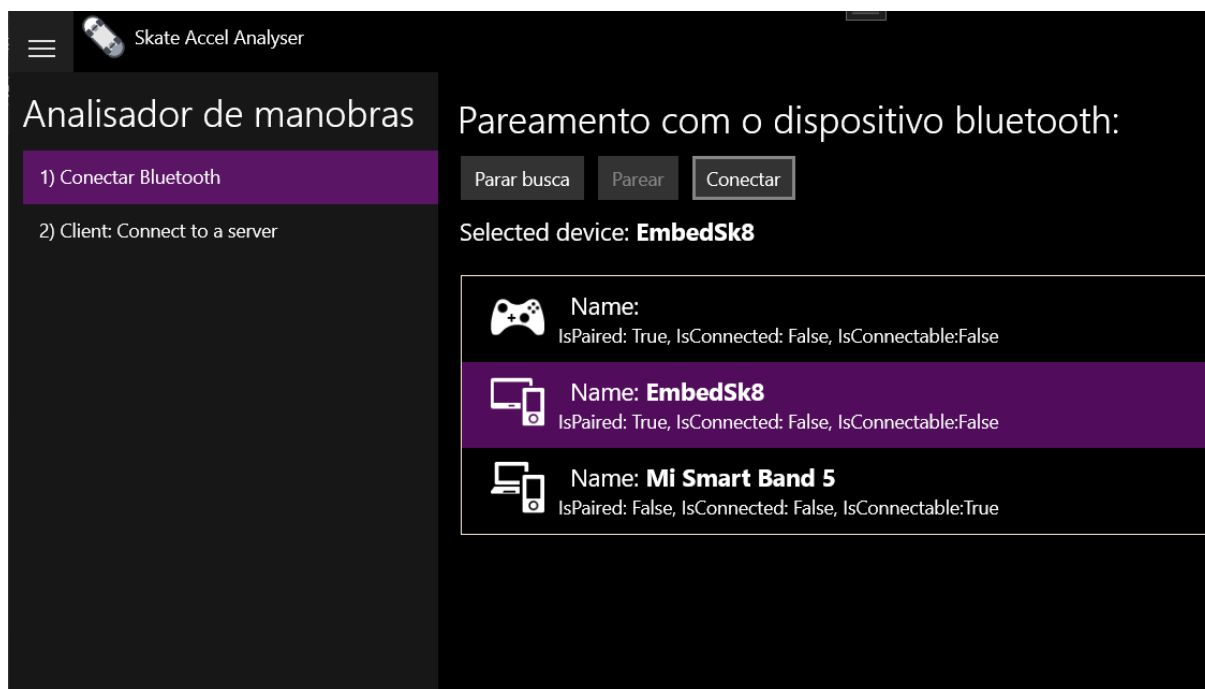 Skate Accel Analyser
Analisador de manobras
1) Conectar Bluetooth
2) Client: Connect to a server
Pareamento com o dispositivo bluetooth:
Parar busca Parear Conectar
Selected device: EmbedSk8
Name:
IsPaired: True, IsConnected: False, IsConnectable:False
Name: EmbedSk8
IsPaired: True, IsConnected: False, IsConnectable:False
Name: Mi Smart Band 5
IsPaired: False, IsConnected: False, IsConnectable:True